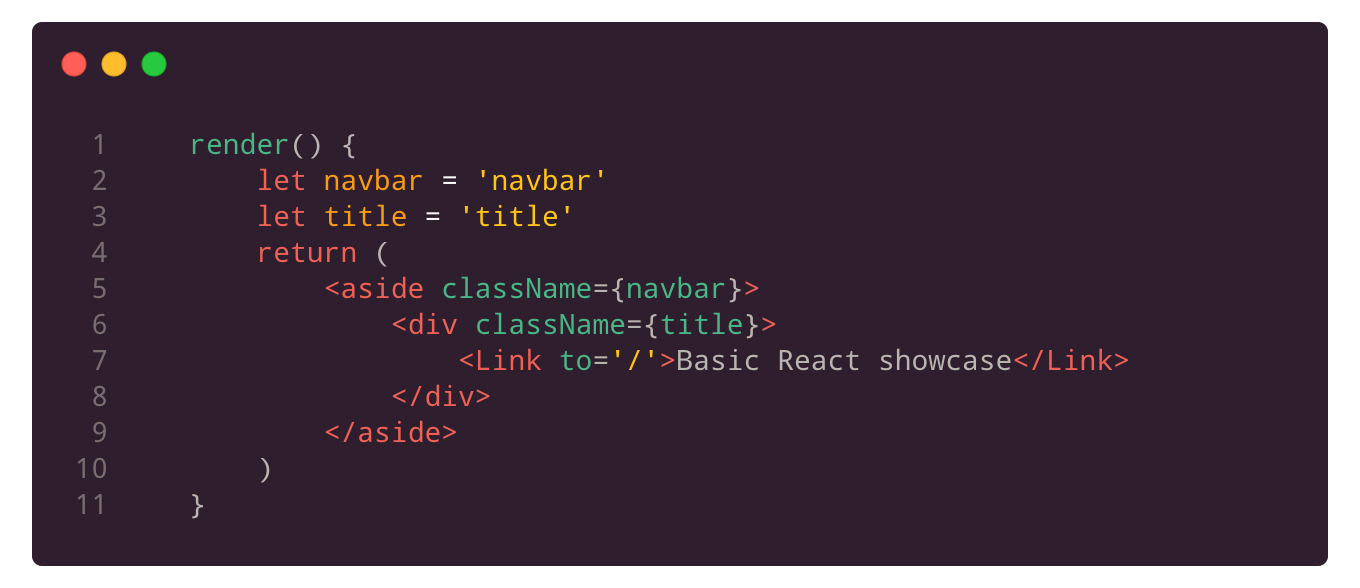 1 render() {
2 let navbar = 'navbar'
3 let title = 'title'
4 return (
5 <aside className={navbar}>
6 <div className={title}>
7 <Link to='/'>Basic React showcase</Link>
8 </div>
9 </aside>
10 )
11 }